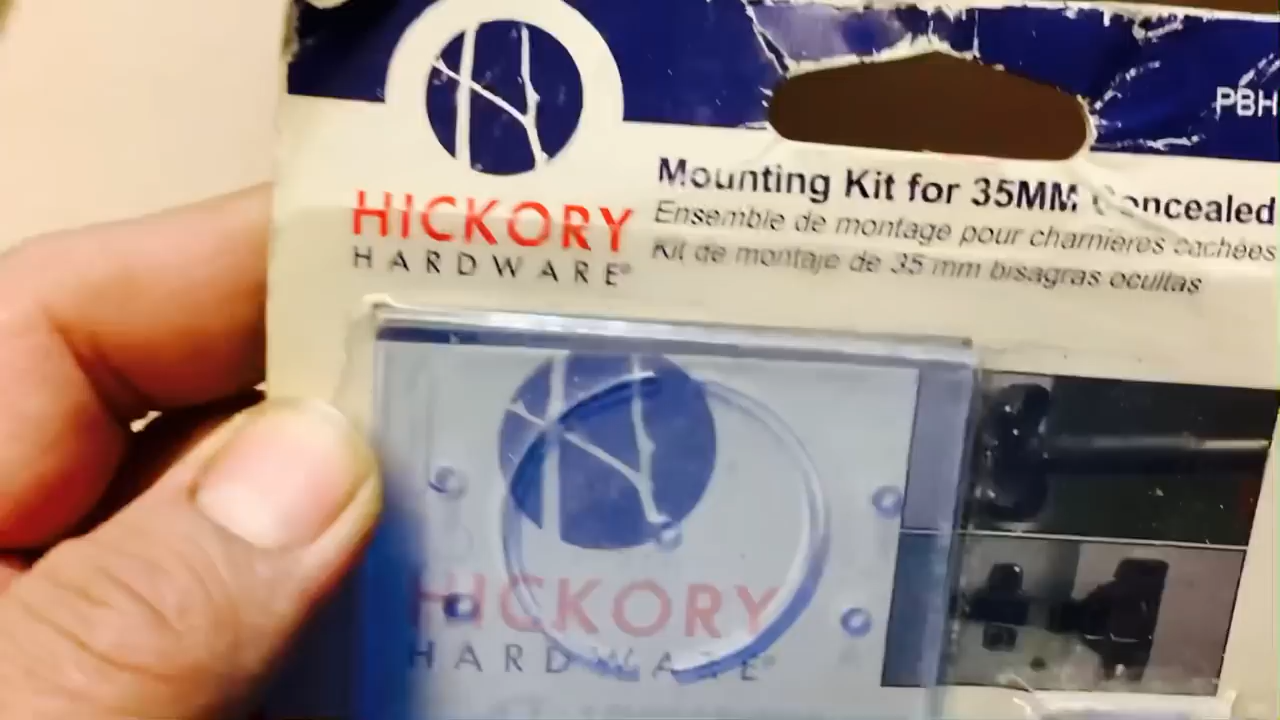 PBH
HICKORY
HARDWARE®
Mounting Kit for 35MM Concealed
Ensemble de montage pour charnières cachées
Kit de montaje de 35 mm bisagras ocultas
HICKORY
HARDWARE®